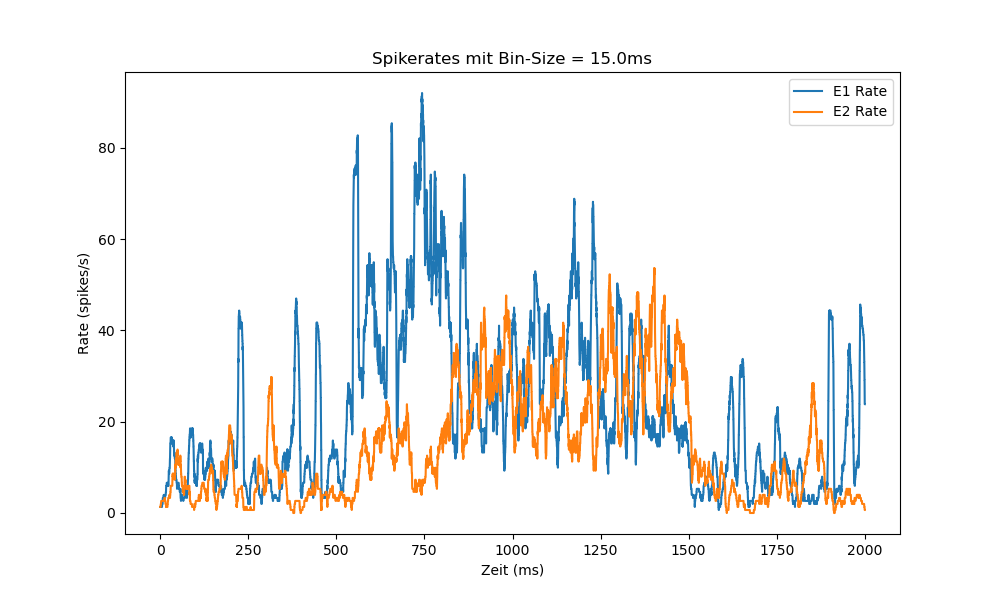 Spikerates mit Bin-Size = 15.0ms
E1 Rate
E2 Rate
80
60
40
20
0
Rate (spikes/s)
0 250 500 750 1000 1250 1500 1750 2000
Zeit (ms)